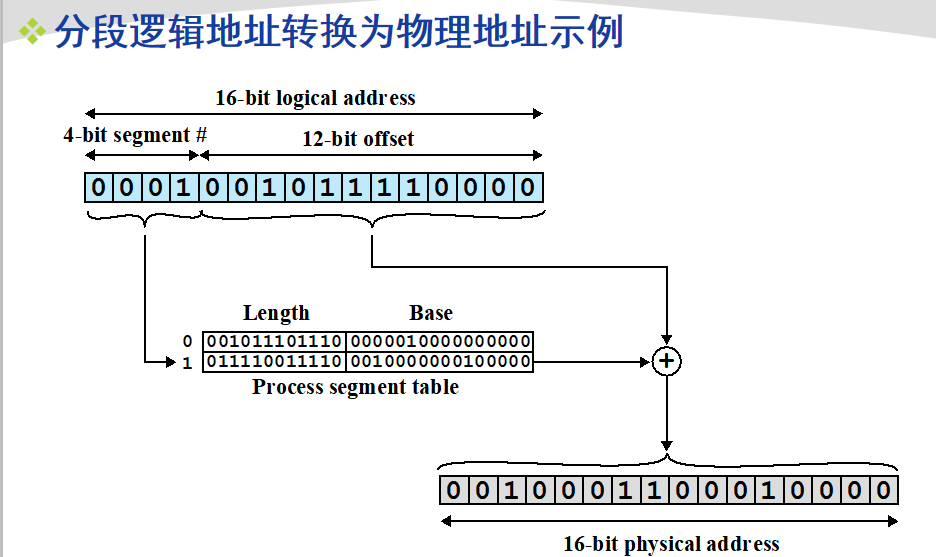 分段逻辑地址转换为物理地址示例
16-bit logical address
4-bit segment # 12-bit offset
0 0 0 1 0 0 1 0 1 1 1 1 0 0 0 0
Length Base
0 001011101110 0000010000000000
1 011110011110 0010000000100000
Process segment table
+
0 0 1 0 0 0 1 1 0 0 0 1 0 0 0 0
16-bit physical address